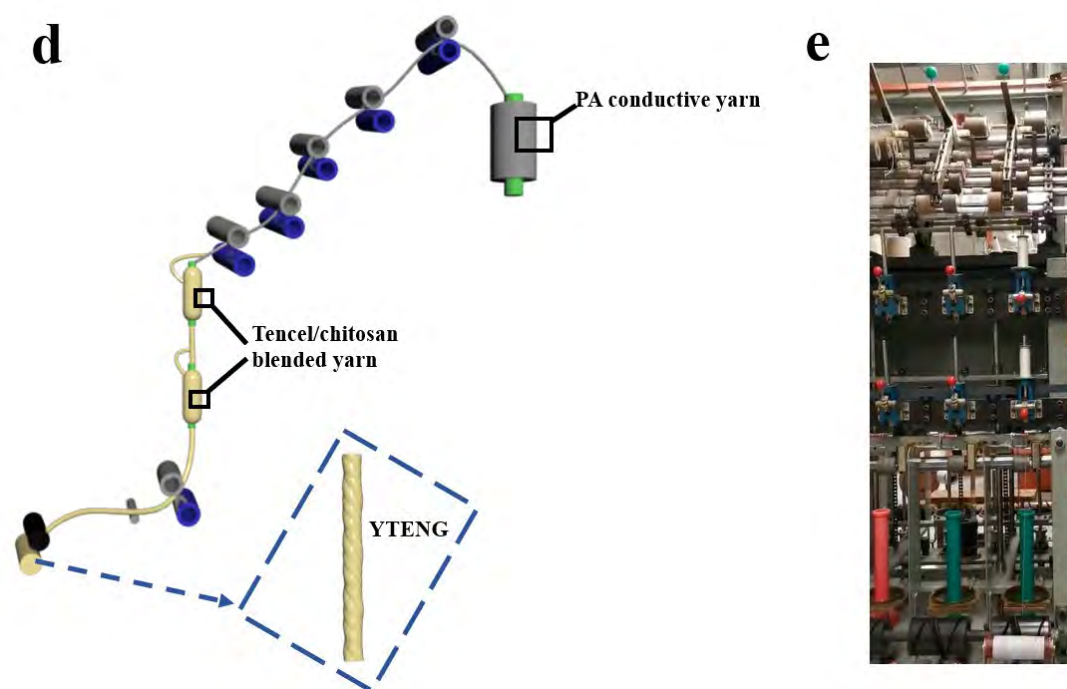 d
e
PA conductive yarn
Tencel/chitosan
blended yarn
YTENG